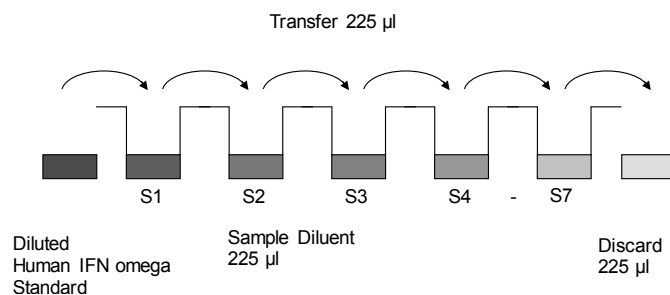 Transfer 225 µl
S1 S2 S3 S4 - S7
Diluted
Human IFN omega
Standard
Sample Diluent
225 µl
Discard
225 µl